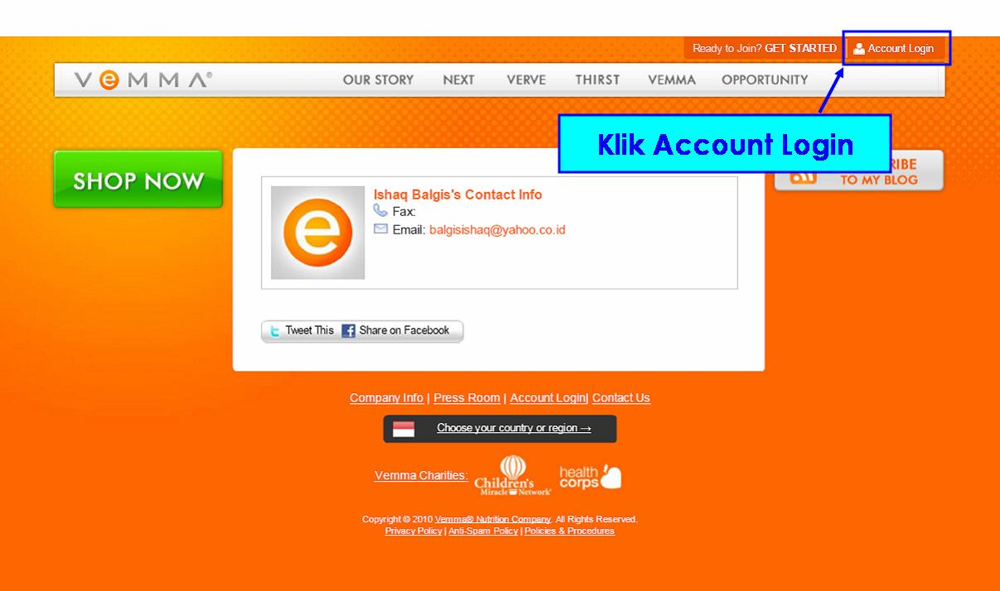 Ready to Join? GET STARTED
Account Login
VeMMA®
OUR STORY NEXT VERVE THIRST VEMMA OPPORTUNITY
Klik Account Login
SHOP NOW
RIBE
TO MY BLOG
Ishaq Balgis's Contact Info
Fax:
Email: balgisishaq@yahoo.co.id
e
Tweet This Share on Facebook
Company Info | Press Room | Account Login| Contact Us
Choose your country or region →
Vemma Charities:
Children's
Miracle Network
health
corps
Copyright © 2010 Vemma® Nutrition Company. All Rights Reserved.
Privacy Policy | Anti-Spam Policy | Policies & Procedures